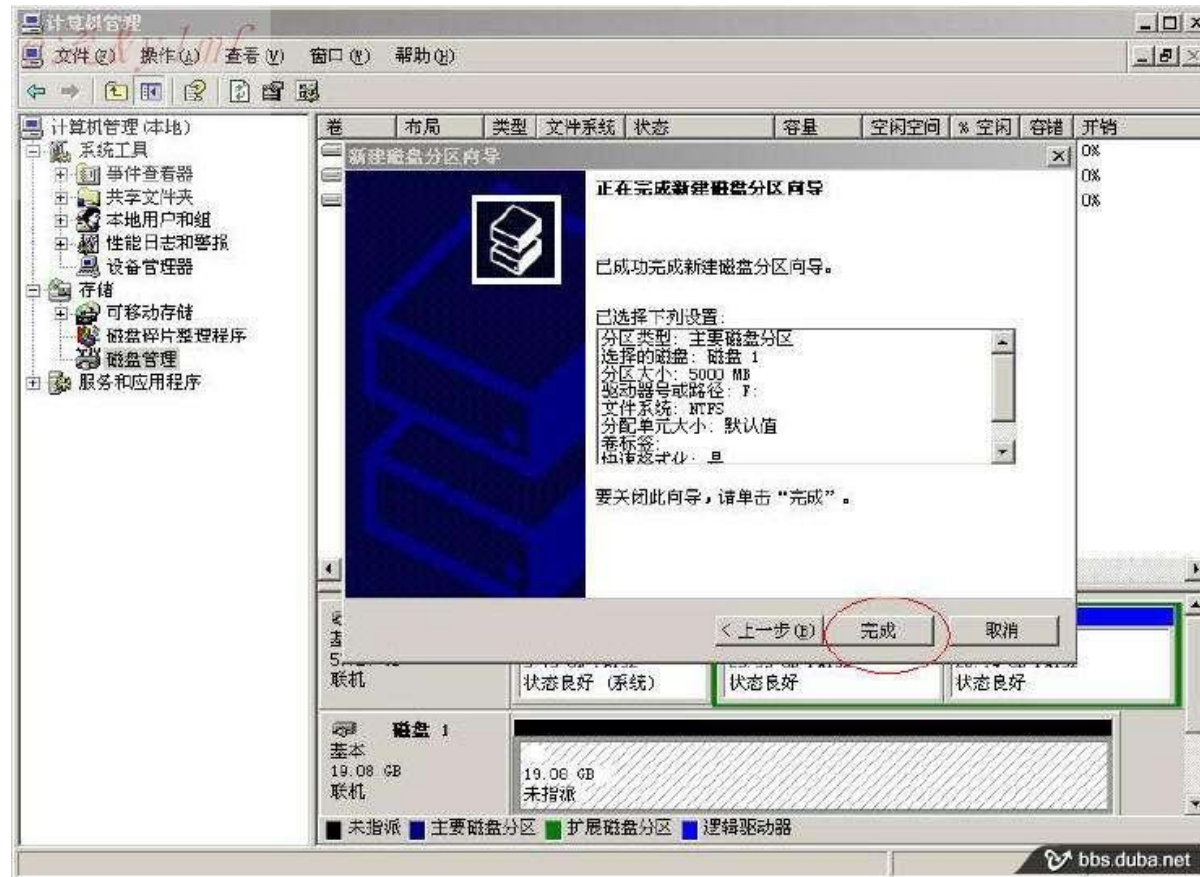 计算机管理
文件(F) 操作(A) 查看(V) 窗口(W) 帮助(H)
计算机管理(本地)
系统工具
事件查看器
共享文件夹
本地用户和组
性能日志和警报
设备管理器
存储
可移动存储
磁盘碎片整理程序
磁盘管理
服务和应用程序
卷 布局 类型 文件系统 状态 容量 空闲空间 % 空闲 容错 开销
0%
0%
0%
新建磁盘分区向导
正在完成新建磁盘分区向导
已成功完成新建磁盘分区向导。
已选择下列设置:
分区类型: 主要磁盘分区
选择的磁盘: 磁盘 1
分区大小: 5000 MB
驱动器号或路径: F:
文件系统: NTFS
分配单元大小: 默认值
卷标签:
快速格式化: 是
要关闭此向导，请单击“完成”。
< 上一步(B) 完成 取消
联机
状态良好 (系统) 状态良好 状态良好
磁盘 1
基本
19.08 GB
联机
19.08 GB
未指派
未指派 主要磁盘分区 扩展磁盘分区 逻辑驱动器
bbs.duba.net